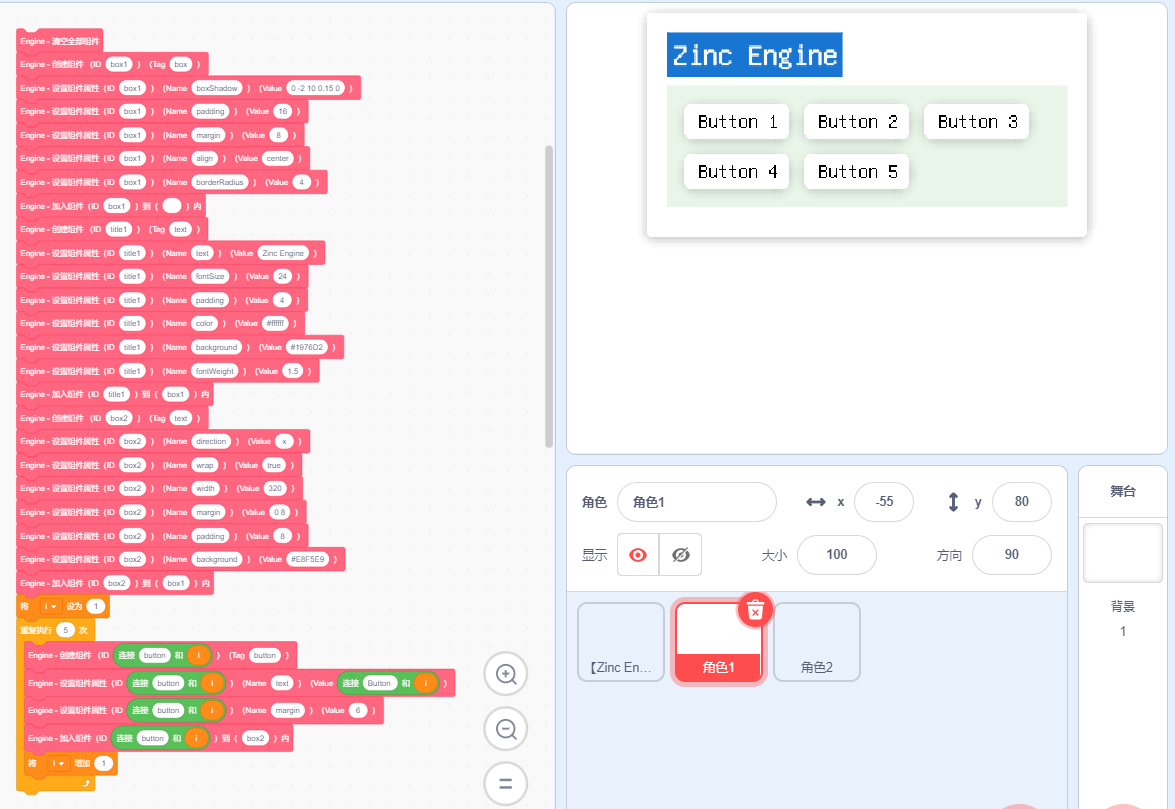 Engine - 清空全部组件
Engine - 创建组件 (ID box1 ) (Tag box )
Engine - 设置组件属性 (ID box1 ) (Name boxShadow ) (Value 0 -2 10 0.15 0 )
Engine - 设置组件属性 (ID box1 ) (Name padding ) (Value 16 )
Engine - 设置组件属性 (ID box1 ) (Name margin ) (Value 8 )
Engine - 设置组件属性 (ID box1 ) (Name align ) (Value center )
Engine - 设置组件属性 (ID box1 ) (Name borderRadius ) (Value 4 )
Engine - 加入组件 (ID box1 ) 到 ( ) 内
Engine - 创建组件 (ID title1 ) (Tag text )
Engine - 设置组件属性 (ID title1 ) (Name text ) (Value Zinc Engine )
Engine - 设置组件属性 (ID title1 ) (Name fontSize ) (Value 24 )
Engine - 设置组件属性 (ID title1 ) (Name padding ) (Value 4 )
Engine - 设置组件属性 (ID title1 ) (Name color ) (Value #ffffff )
Engine - 设置组件属性 (ID title1 ) (Name background ) (Value #1976D2 )
Engine - 设置组件属性 (ID title1 ) (Name fontWeight ) (Value 1.5 )
Engine - 加入组件 (ID title1 ) 到 ( box1 ) 内
Engine - 创建组件 (ID box2 ) (Tag text )
Engine - 设置组件属性 (ID box2 ) (Name direction ) (Value x )
Engine - 设置组件属性 (ID box2 ) (Name wrap ) (Value true )
Engine - 设置组件属性 (ID box2 ) (Name width ) (Value 320 )
Engine - 设置组件属性 (ID box2 ) (Name margin ) (Value 0 8 )
Engine - 设置组件属性 (ID box2 ) (Name padding ) (Value 8 )
Engine - 设置组件属性 (ID box2 ) (Name background ) (Value #E8F5E9 )
Engine - 加入组件 (ID box2 ) 到 ( box1 ) 内
将 i 设为 1
重复执行 5 次
Engine - 创建组件 (ID 连接 button 和 i ) (Tag button )
Engine - 设置组件属性 (ID 连接 button 和 i ) (Name text ) (Value 连接 Button 和 i )
Engine - 设置组件属性 (ID 连接 button 和 i ) (Name margin ) (Value 6 )
Engine - 加入组件 (ID 连接 button 和 i ) 到 ( box2 ) 内
将 i 增加 1
Zinc Engine
Button 1 Button 2 Button 3
Button 4 Button 5
角色 角色1 x -55 y 80
显示 大小 100 方向 90
【Zinc En... 角色1 角色2
舞台
背景
1